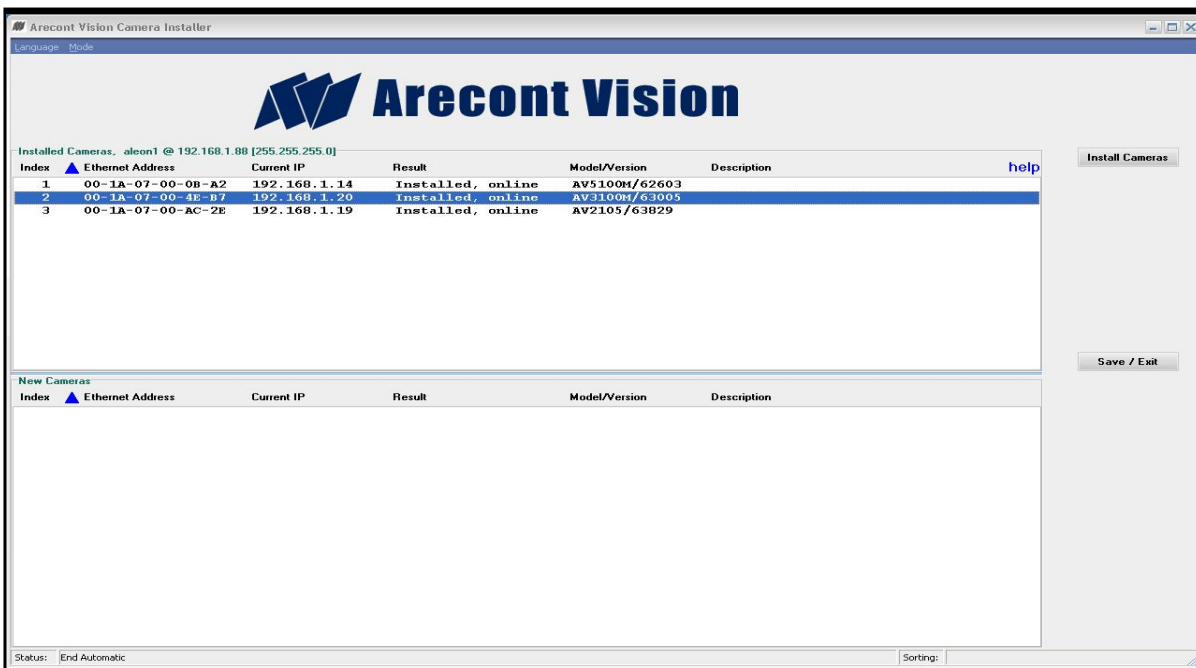 Arecont Vision Camera Installer
Language Mode
Arecont Vision
Installed Cameras, aleon1 @ 192.168.1.88 [255.255.255.0]
Index Ethernet Address Current IP Result Model/Version Description help
1 00-1A-07-00-0B-A2 192.168.1.14 Installed, online AV5100M/62603
2 00-1A-07-00-4E-B7 192.168.1.20 Installed, online AV3100M/63005
3 00-1A-07-00-AC-2E 192.168.1.19 Installed, online AV2105/63829
Install Cameras
Save / Exit
New Cameras
Index Ethernet Address Current IP Result Model/Version Description
Status: End Automatic Sorting: